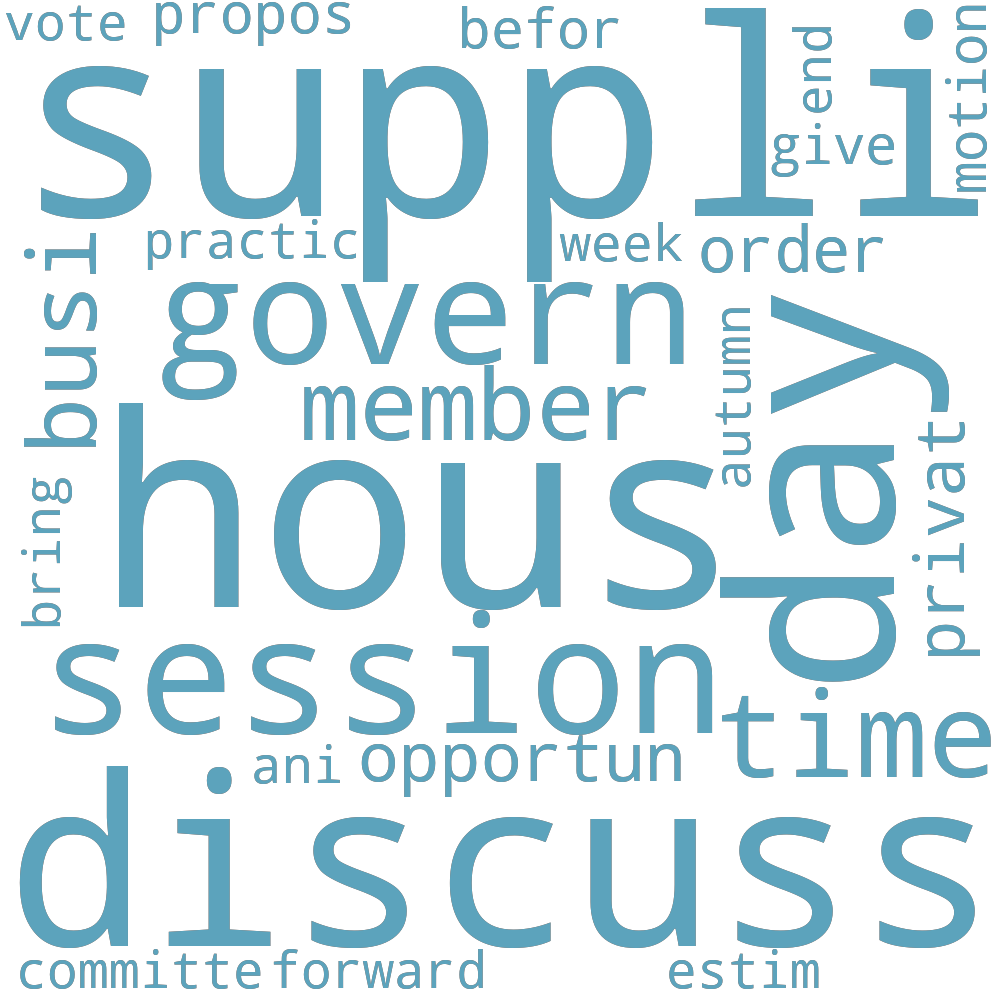 vote
propos
befor
suppli
end
give
motion
practic
week
order
busi
govern
member
autumn
day
privat
hous
bring
session
time
ani
opportun
discuss
committe
forward
estim